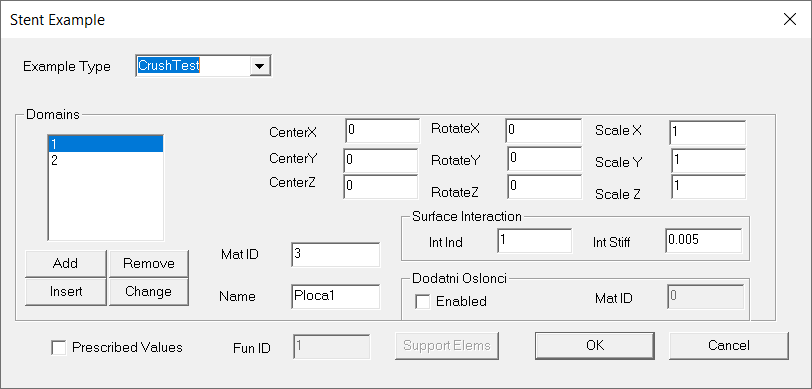 Stent Example
Example Type CrushTest
Domains
1
2
CenterX 0 RotateX 0 Scale X 1
CenterY 0 RotateY 0 Scale Y 1
CenterZ 0 RotateZ 0 Scale Z 1
Surface Interaction
Int Ind 1 Int Stiff 0.005
Add Remove Mat ID 3
Insert Change Name Ploca1
Dodatni Oslonci
Enabled Mat ID 0
Prescribed Values Fun ID 1 Support Elems OK Cancel